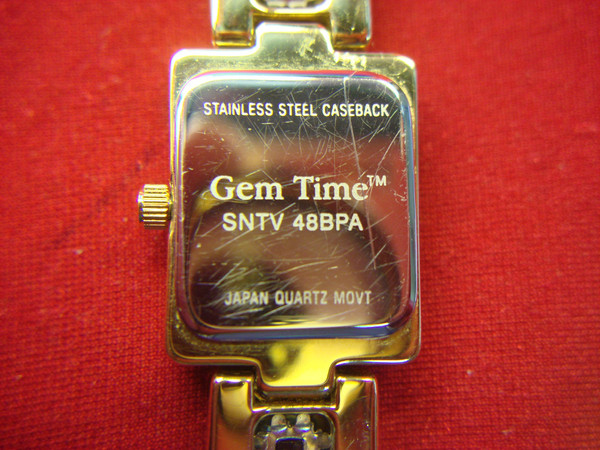 STAINLESS STEEL CASEBACK
Gem Time™
SNTV 48BPA
JAPAN QUARTZ MOVT